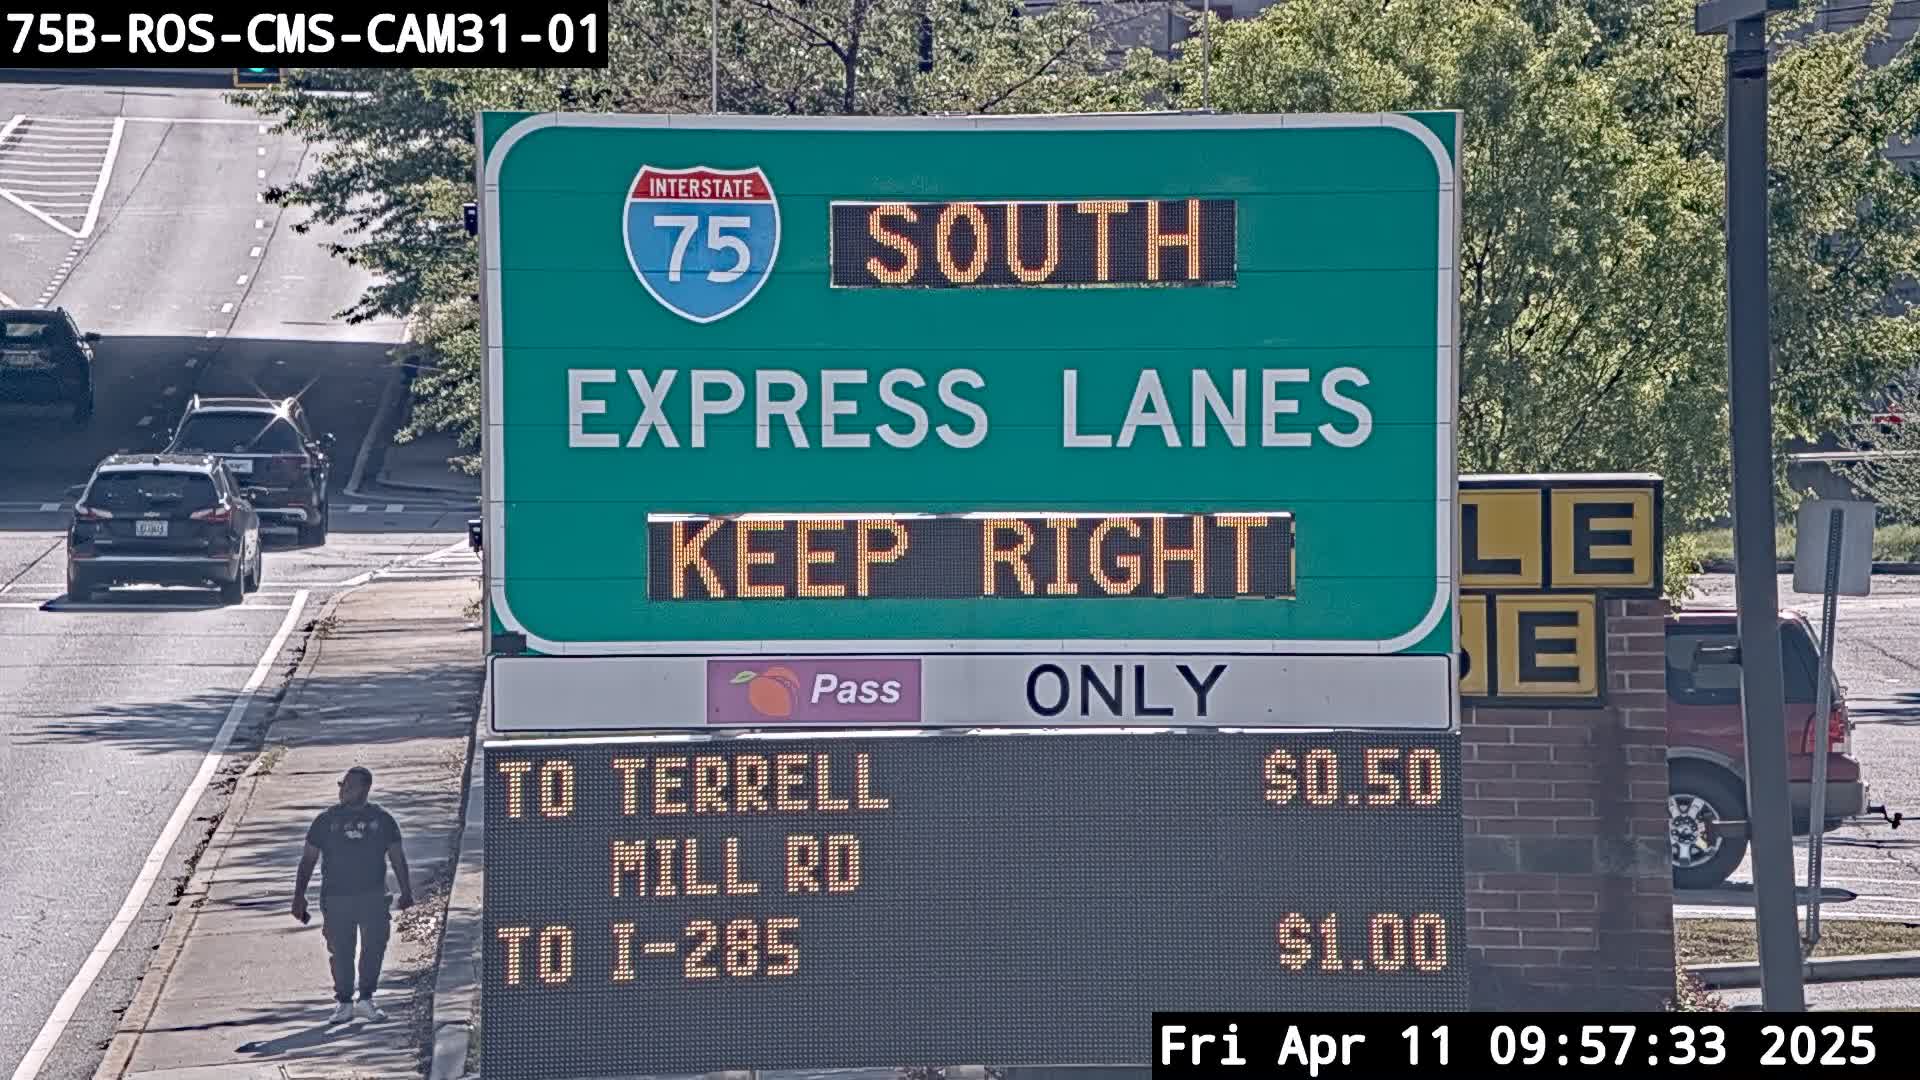 75B-ROS-CMS-CAM31-01
INTERSTATE
75
SOUTH
EXPRESS LANES
KEEP RIGHT
Pass ONLY
TO TERRELL $0.50
MILL RD
TO I-285 $1.00
LE
E
Fri Apr 11 09:57:33 2025